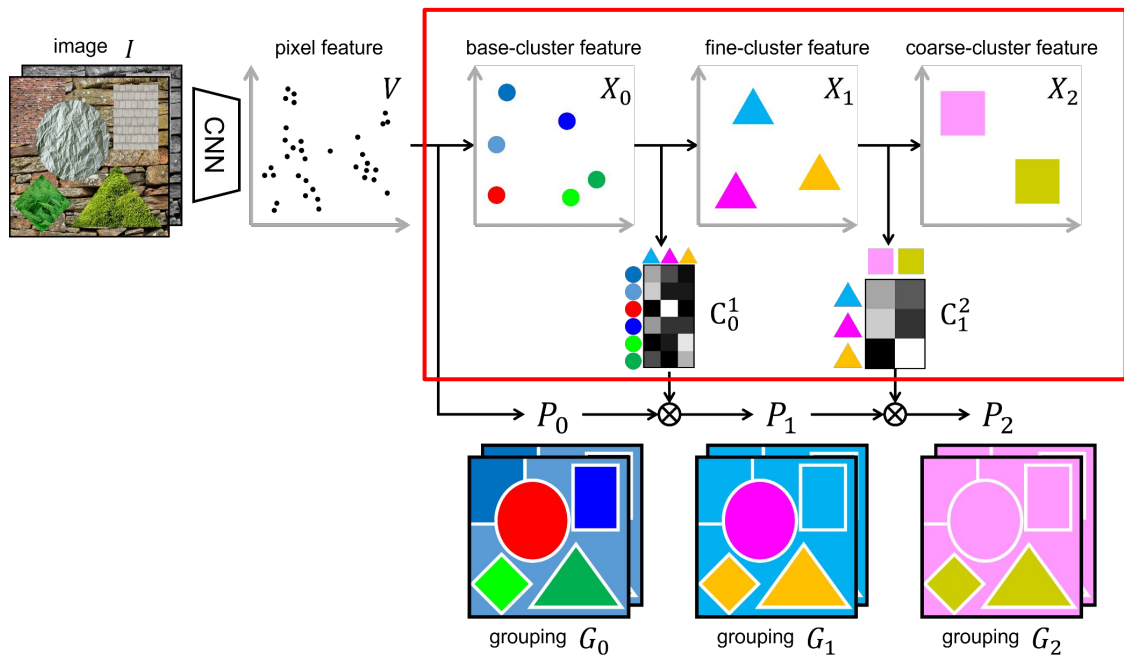 image I
pixel feature
base-cluster feature
fine-cluster feature
coarse-cluster feature
CNN
V
X₀
X₁
X₂
C₀¹
C₁²
P₀
P₁
P₂
grouping G₀
grouping G₁
grouping G₂